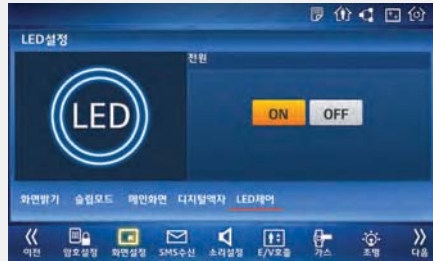 LED설정
전원
LED
ON OFF
화면밝기 슬립모드 메인화면 디지털액자 LED제어
이전 암호설정 화면설정 SMS수신 소리설정 E/V호출 가스 조명 다음